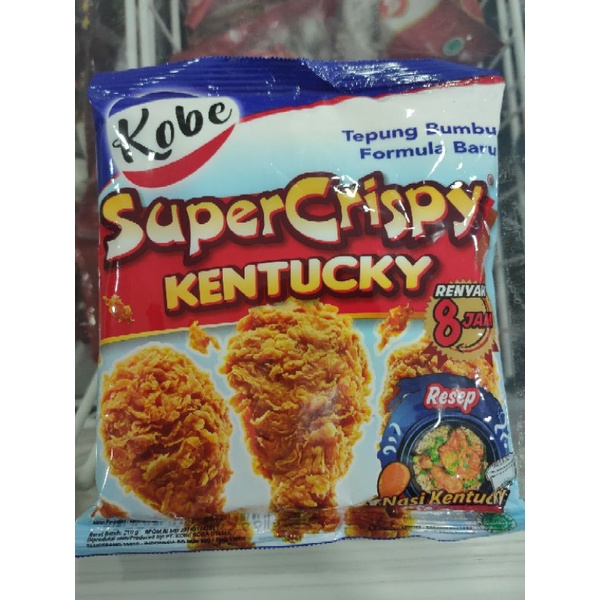 Kobe
Tepung Bumbu
Formula Baru
SuperCrispy
KENTUCKY
RENYAH
8 JAM
Resep
Nasi Kentucky